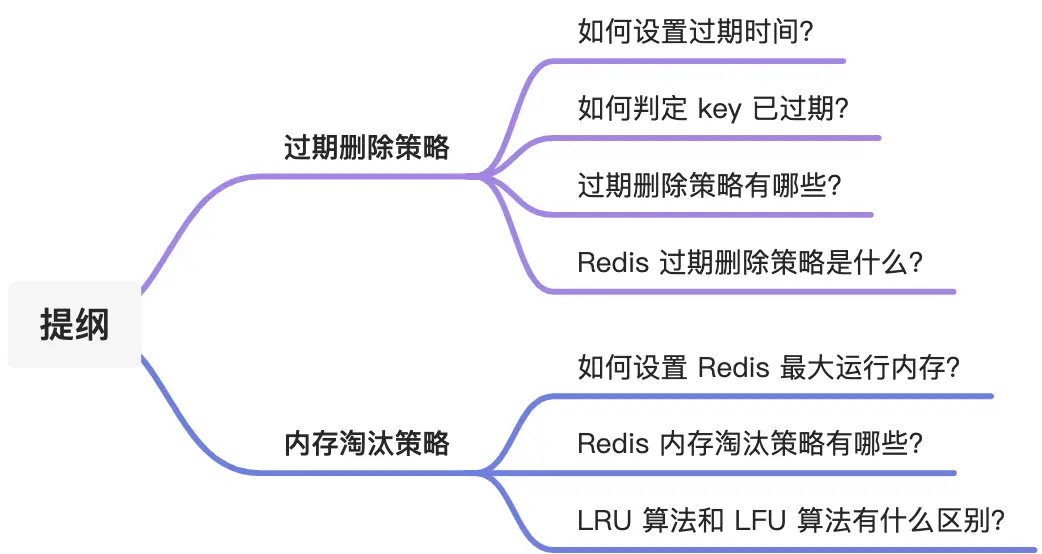 提纲
过期删除策略
如何设置过期时间?
如何判定 key 已过期?
过期删除策略有哪些?
Redis 过期删除策略是什么?
内存淘汰策略
如何设置 Redis 最大运行内存?
Redis 内存淘汰策略有哪些?
LRU 算法和 LFU 算法有什么区别?